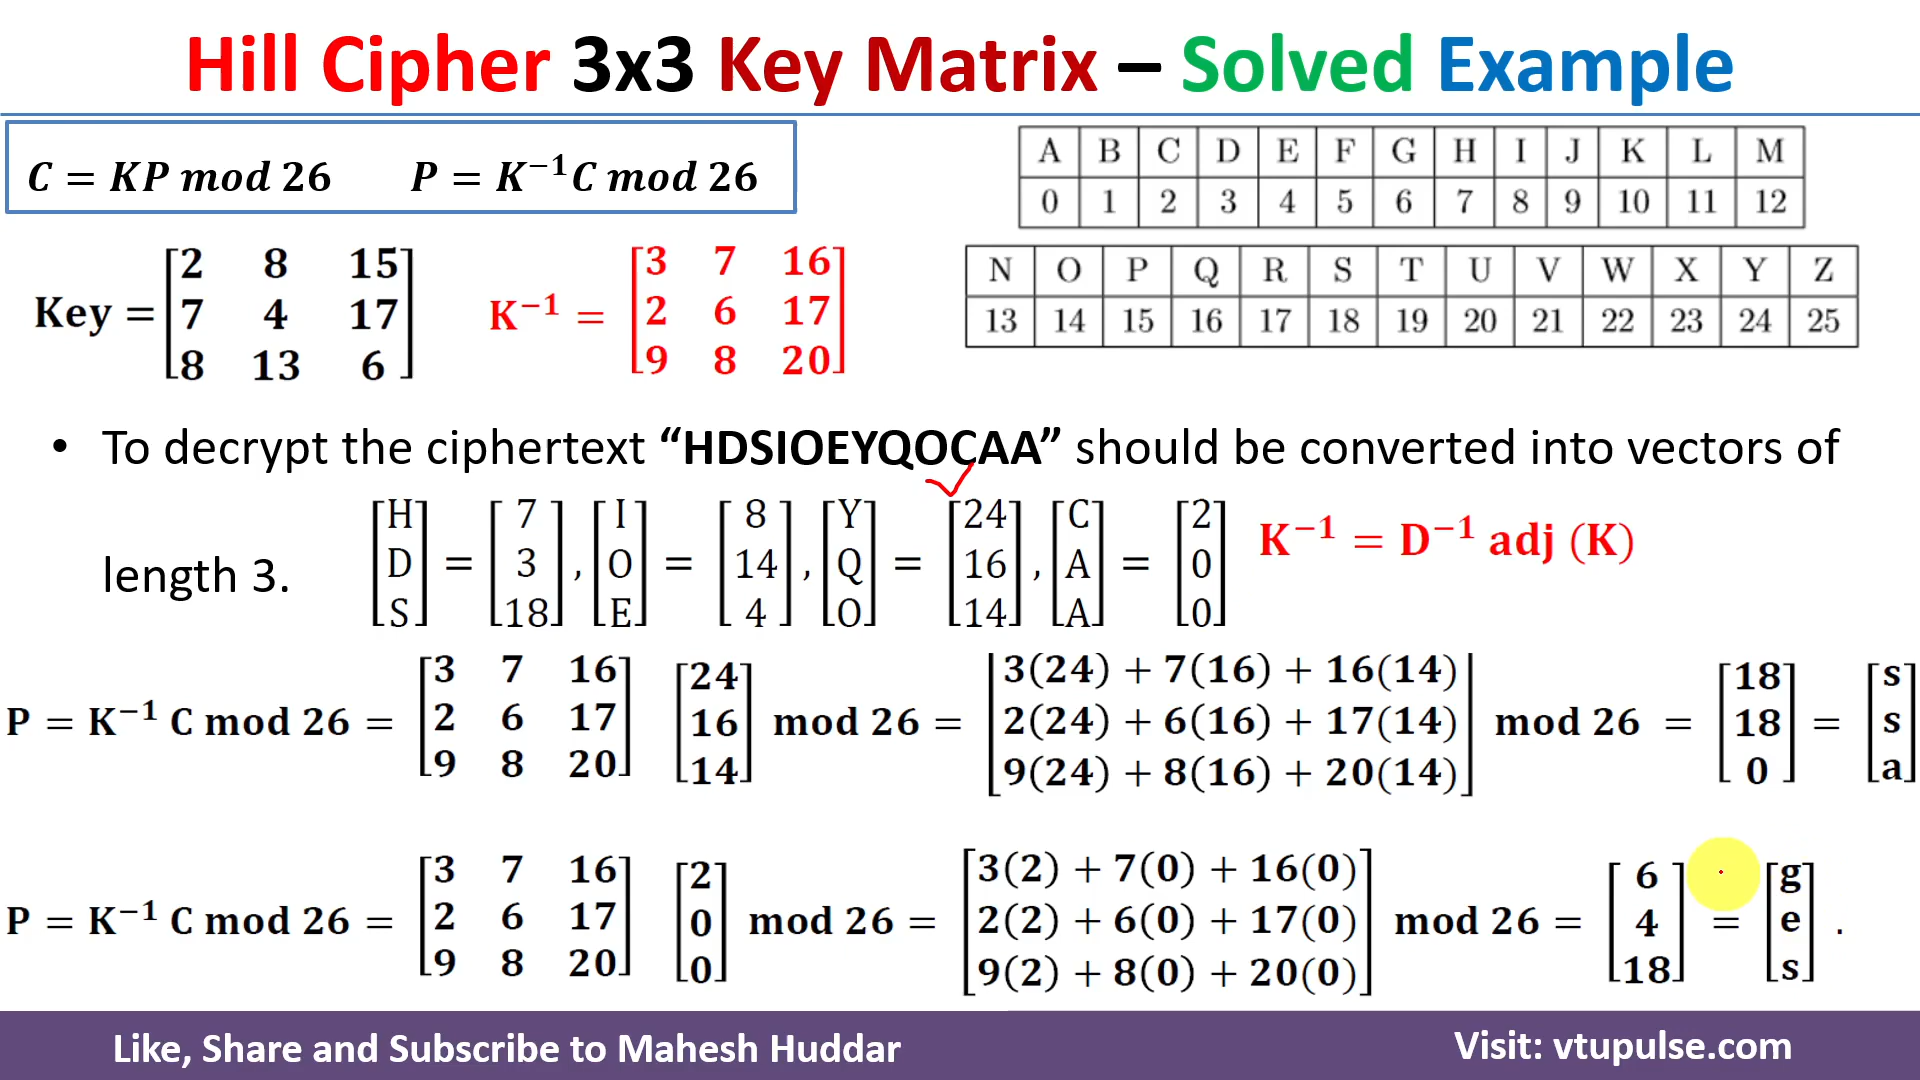 Hill Cipher 3x3 Key Matrix – Solved Example
C = KP mod 26 P = K⁻¹C mod 26
A B C D E F G H I J K L M
0 1 2 3 4 5 6 7 8 9 10 11 12
N O P Q R S T U V W X Y Z
13 14 15 16 17 18 19 20 21 22 23 24 25
2 8 15
Key = 7 4 17
8 13 6
3 7 16
K⁻¹ = 2 6 17
9 8 20
• To decrypt the ciphertext “HDSIOEYQOCAA” should be converted into vectors of
length 3.
H 7 I 8 Y 24 C 2
D = 3 , O = 14 , Q = 16 , A = 0
S 18 E 4 O 14 A 0
K⁻¹ = D⁻¹ adj (K)
3 7 16 24 3(24) + 7(16) + 16(14) 18 s
P = K⁻¹ C mod 26 = 2 6 17 16 mod 26 = 2(24) + 6(16) + 17(14) mod 26 = 18 = s
9 8 20 14 9(24) + 8(16) + 20(14) 0 a
3 7 16 2 3(2) + 7(0) + 16(0) 6 g
P = K⁻¹ C mod 26 = 2 6 17 0 mod 26 = 2(2) + 6(0) + 17(0) mod 26 = 4 = e .
9 8 20 0 9(2) + 8(0) + 20(0) 18 s
Like, Share and Subscribe to Mahesh Huddar
Visit: vtupulse.com